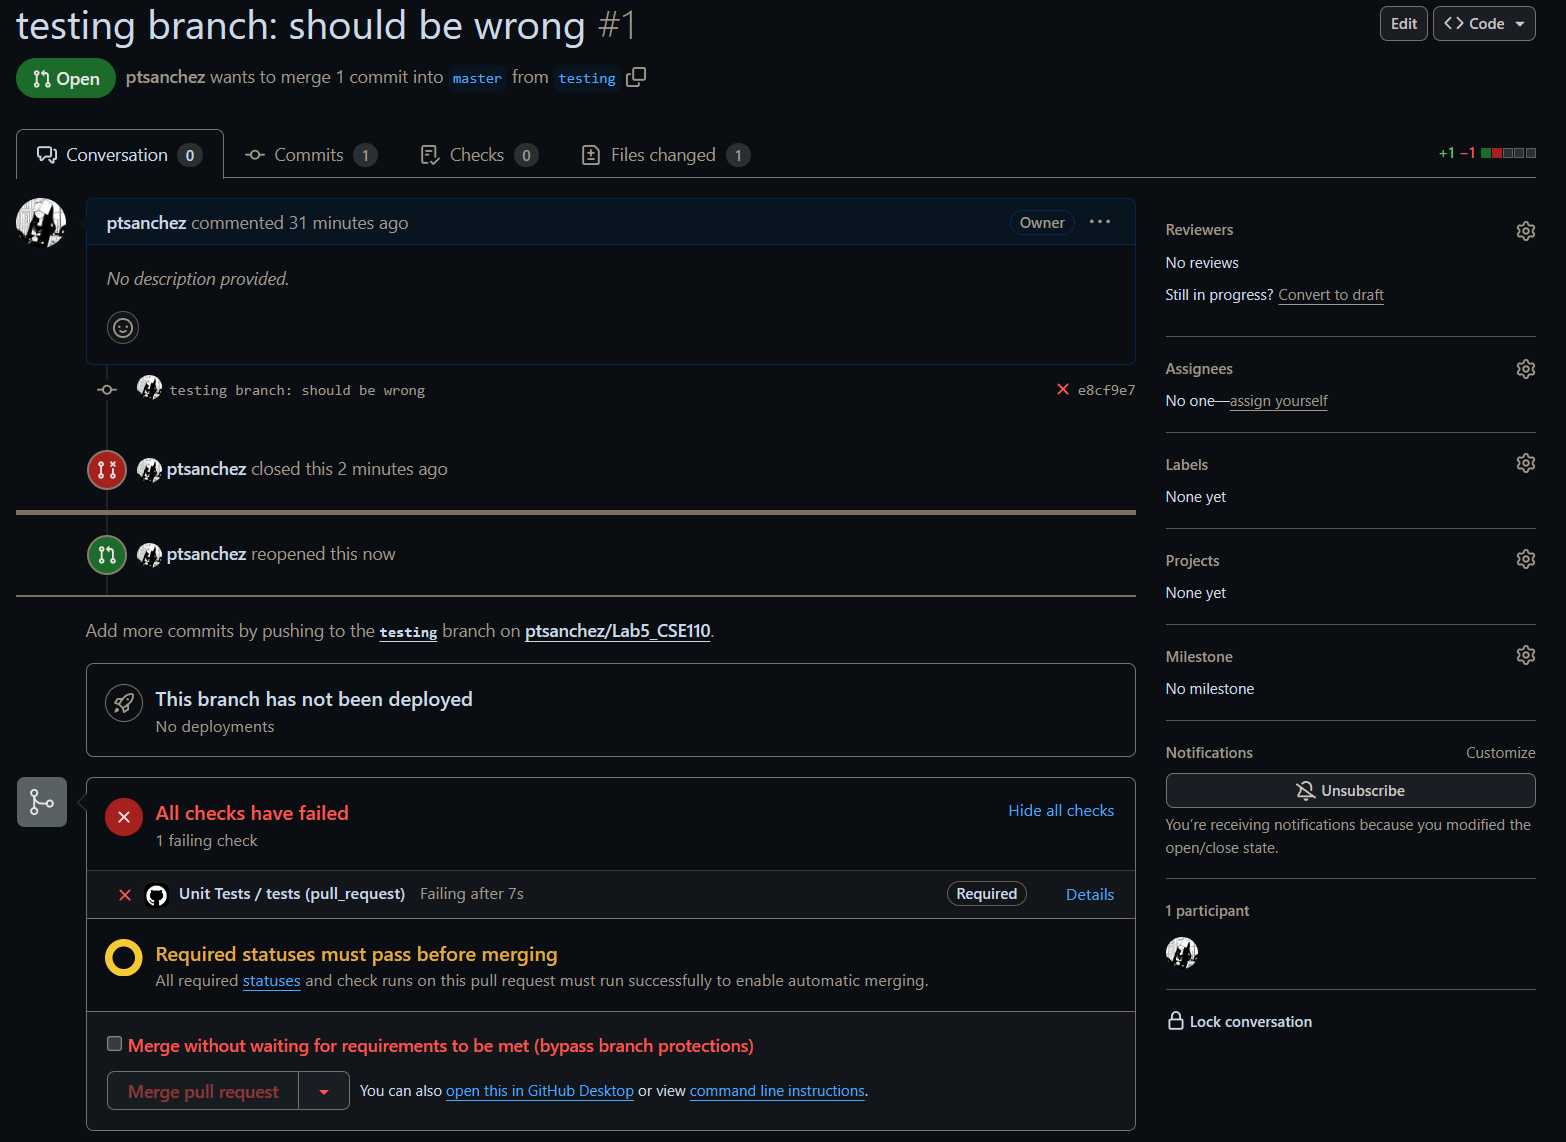 testing branch: should be wrong #1
Edit
<> Code
Open
ptsanchez wants to merge 1 commit into master from testing
Conversation 0
Commits 1
Checks 0
Files changed 1
+1 −1
ptsanchez commented 31 minutes ago
Owner
No description provided.
testing branch: should be wrong
e8cf9e7
ptsanchez closed this 2 minutes ago
ptsanchez reopened this now
Add more commits by pushing to the testing branch on ptsanchez/Lab5_CSE110.
This branch has not been deployed
No deployments
All checks have failed
1 failing check
Hide all checks
Unit Tests / tests (pull_request) Failing after 7s
Required
Details
Required statuses must pass before merging
All required statuses and check runs on this pull request must run successfully to enable automatic merging.
Merge without waiting for requirements to be met (bypass branch protections)
Merge pull request
You can also open this in GitHub Desktop or view command line instructions.
Reviewers
No reviews
Still in progress? Convert to draft
Assignees
No one—assign yourself
Labels
None yet
Projects
None yet
Milestone
No milestone
Notifications
Customize
Unsubscribe
You're receiving notifications because you modified the
open/close state.
1 participant
Lock conversation